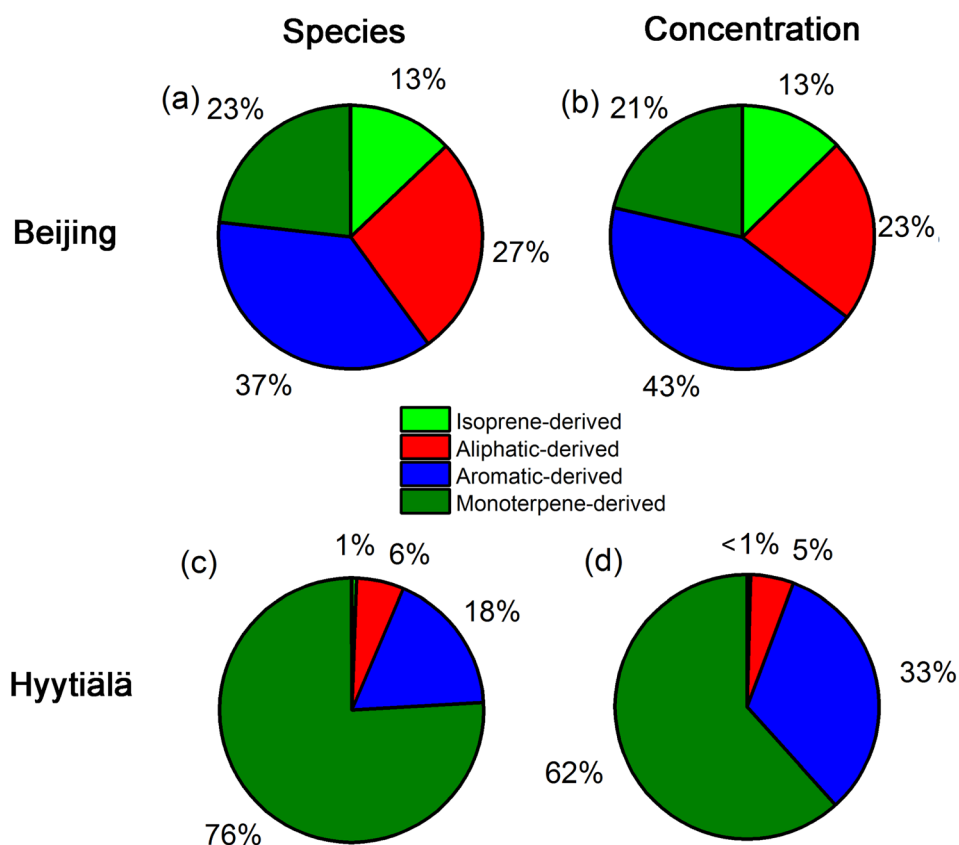 Species
Concentration
(a)
23%
13%
27%
37%
(b)
21%
13%
23%
43%
Beijing
Isoprene-derived
Aliphatic-derived
Aromatic-derived
Monoterpene-derived
(c)
1%
6%
18%
76%
(d)
<1%
5%
33%
62%
Hyytiälä